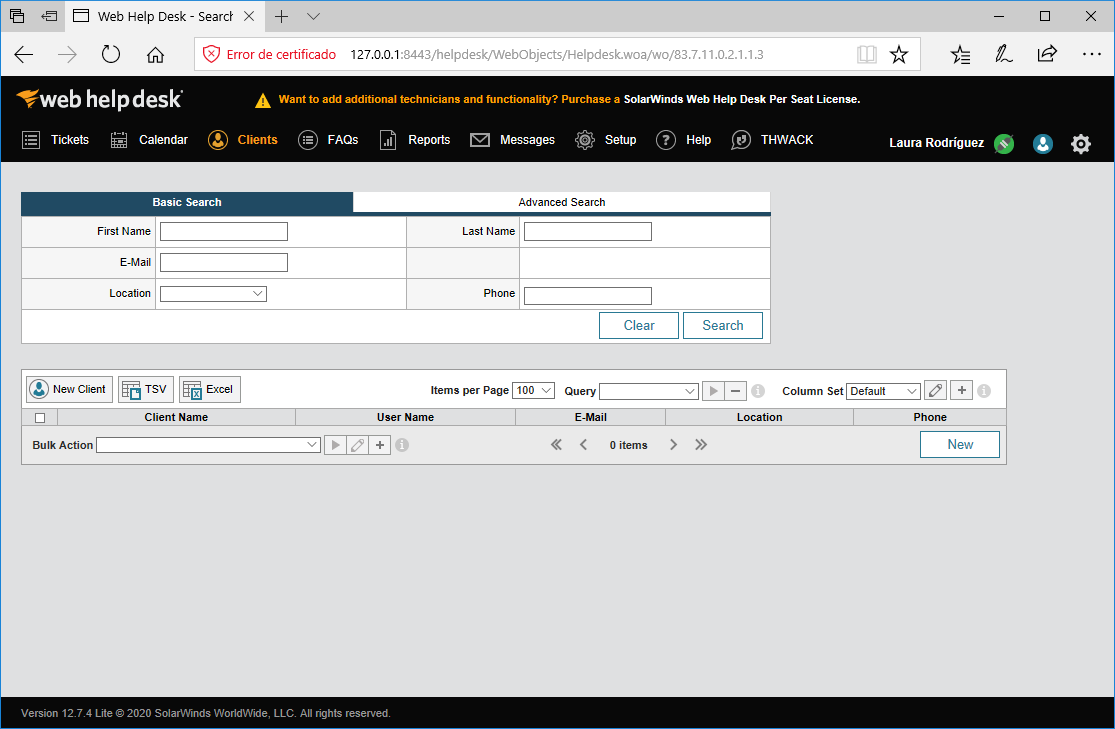 Web Help Desk - Search
Error de certificado 127.0.0.1:8443/helpdesk/WebObjects/Helpdesk.woa/wo/83.7.11.0.2.1.1.3
web help desk
Want to add additional technicians and functionality? Purchase a SolarWinds Web Help Desk Per Seat License.
Tickets Calendar Clients FAQs Reports Messages Setup Help THWACK
Laura Rodríguez
Basic Search Advanced Search
First Name Last Name
E-Mail
Location Phone
Clear Search
New Client TSV Excel Items per Page 100 Query Column Set Default
Client Name User Name E-Mail Location Phone
Bulk Action 0 items New
Version 12.7.4 Lite © 2020 SolarWinds WorldWide, LLC. All rights reserved.